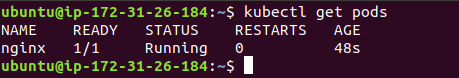 ubuntu@ip-172-31-26-184:~$ kubectl get pods
NAME READY STATUS RESTARTS AGE
nginx 1/1 Running 0 48s
ubuntu@ip-172-31-26-184:~$